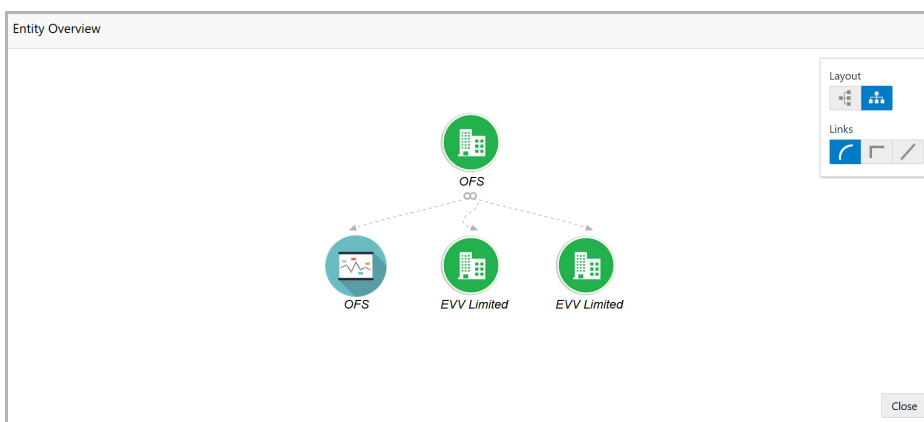 Entity Overview
Layout
Links
OFS
OFS
EVV Limited
EVV Limited
Close